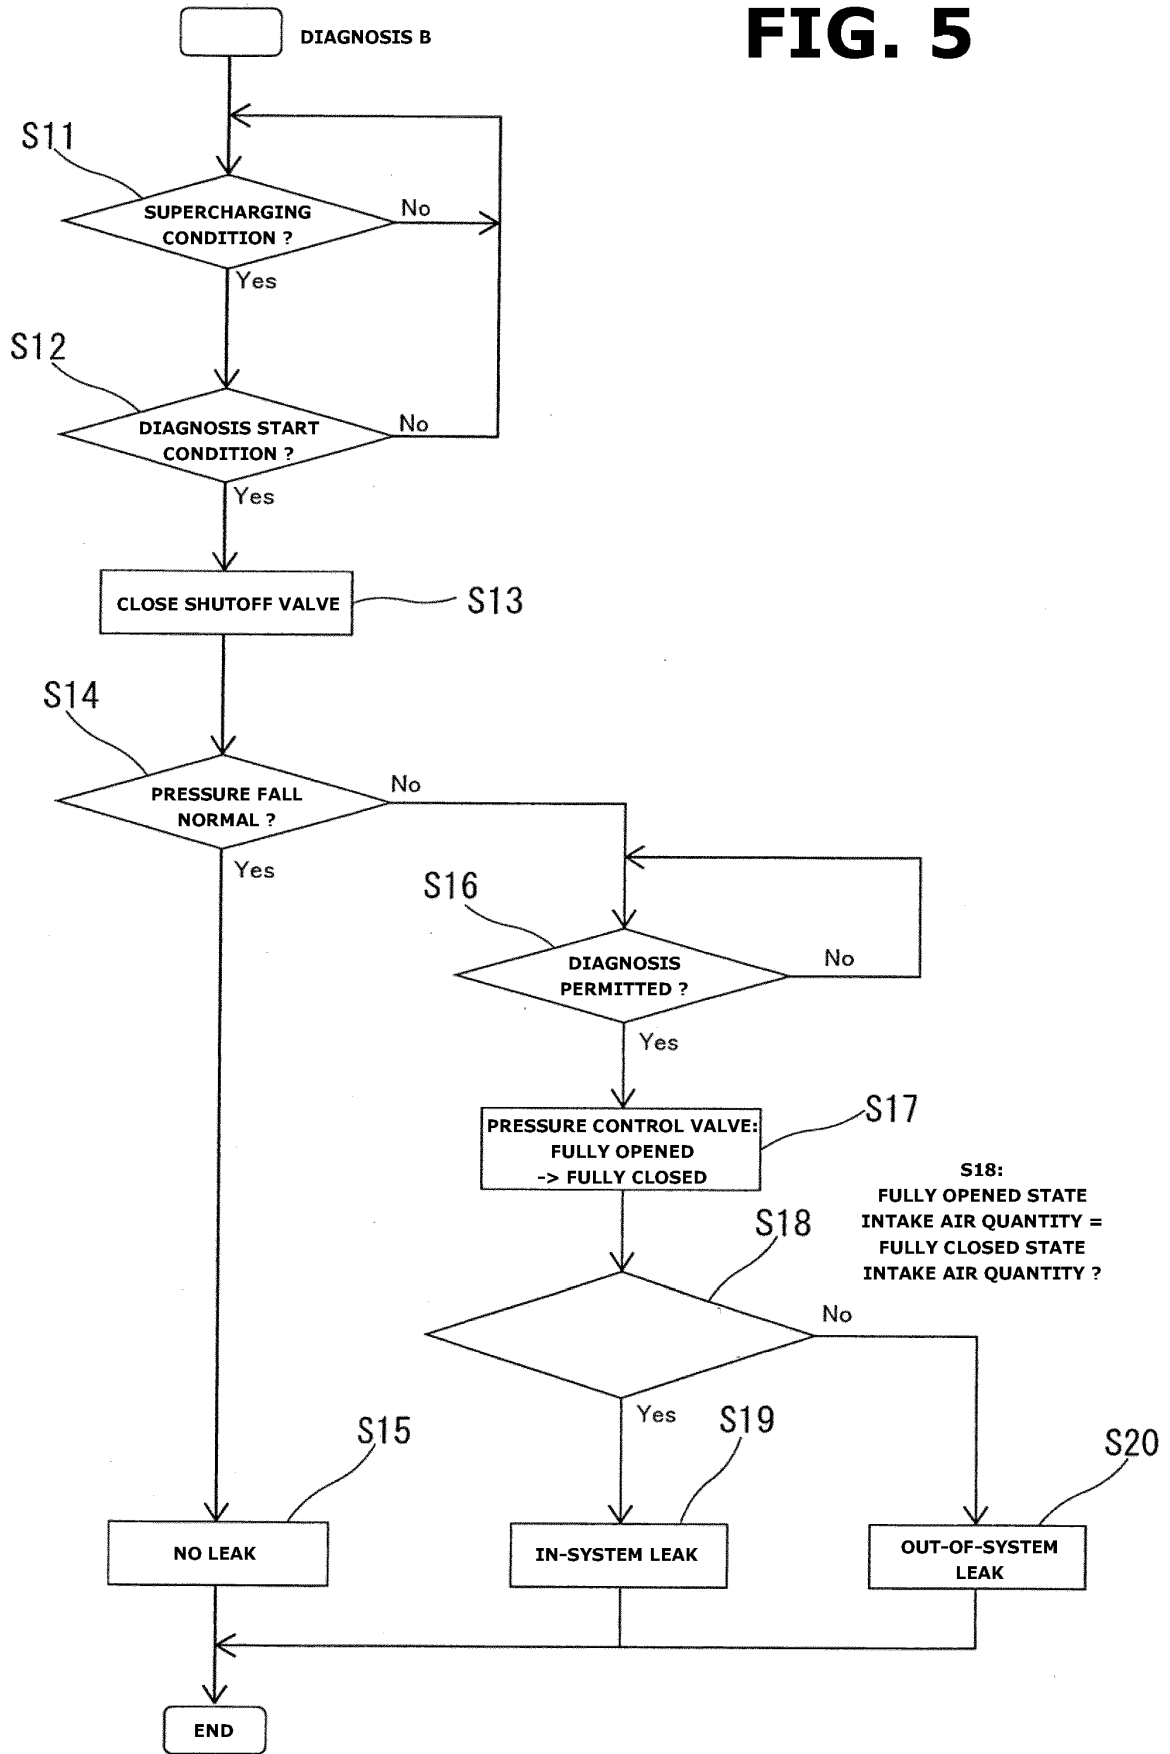 FIG. 5
DIAGNOSIS B
S11
SUPERCHARGING
CONDITION ?
No
Yes
S12
DIAGNOSIS START
CONDITION ?
No
Yes
CLOSE SHUTOFF VALVE
S13
S14
PRESSURE FALL
NORMAL ?
No
Yes
S16
DIAGNOSIS
PERMITTED ?
No
Yes
S17
PRESSURE CONTROL VALVE:
FULLY OPENED
-> FULLY CLOSED
S18
S18:
FULLY OPENED STATE
INTAKE AIR QUANTITY =
FULLY CLOSED STATE
INTAKE AIR QUANTITY ?
No
Yes
S15
S19
S20
NO LEAK
IN-SYSTEM LEAK
OUT-OF-SYSTEM
LEAK
END